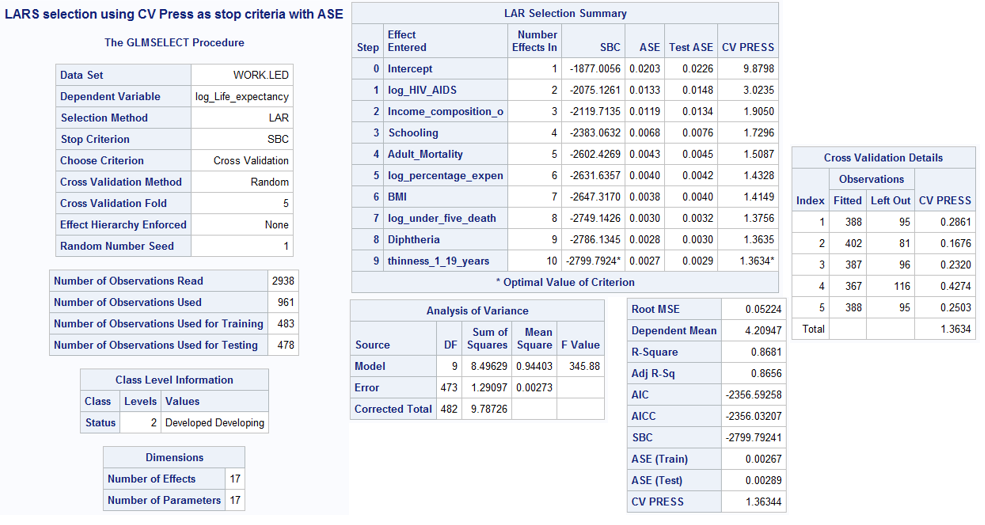 LARS selection using CV Press as stop criteria with ASE
The GLMSELECT Procedure
Data Set WORK.LED
Dependent Variable log_Life_expectancy
Selection Method LAR
Stop Criterion SBC
Choose Criterion Cross Validation
Cross Validation Method Random
Cross Validation Fold 5
Effect Hierarchy Enforced None
Random Number Seed 1
Number of Observations Read 2938
Number of Observations Used 961
Number of Observations Used for Training 483
Number of Observations Used for Testing 478
Class Level Information
Class Levels Values
Status 2 Developed Developing
Dimensions
Number of Effects 17
Number of Parameters 17
LAR Selection Summary
Step Effect Entered Number Effects In SBC ASE Test ASE CV PRESS
0 Intercept 1 -1877.0056 0.0203 0.0226 9.8798
1 log_HIV_AIDS 2 -2075.1261 0.0133 0.0148 3.0235
2 Income_composition_o 3 -2119.7135 0.0119 0.0134 1.9050
3 Schooling 4 -2383.0632 0.0068 0.0076 1.7296
4 Adult_Mortality 5 -2602.4269 0.0043 0.0045 1.5087
5 log_percentage_expen 6 -2631.6357 0.0040 0.0042 1.4328
6 BMI 7 -2647.3170 0.0038 0.0040 1.4149
7 log_under_five_death 8 -2749.1426 0.0030 0.0032 1.3756
8 Diphtheria 9 -2786.1345 0.0028 0.0030 1.3635
9 thinness_1_19_years 10 -2799.7924* 0.0027 0.0029 1.3634*
* Optimal Value of Criterion
Analysis of Variance
Source DF Sum of Squares Mean Square F Value
Model 9 8.49629 0.94403 345.88
Error 473 1.29097 0.00273
Corrected Total 482 9.78726
Root MSE 0.05224
Dependent Mean 4.20947
R-Square 0.8681
Adj R-Sq 0.8656
AIC -2356.59258
AICC -2356.03207
SBC -2799.79241
ASE (Train) 0.00267
ASE (Test) 0.00289
CV PRESS 1.36344
Cross Validation Details
Observations
Index Fitted Left Out CV PRESS
1 388 95 0.2861
2 402 81 0.1676
3 387 96 0.2320
4 367 116 0.4274
5 388 95 0.2503
Total 1.3634